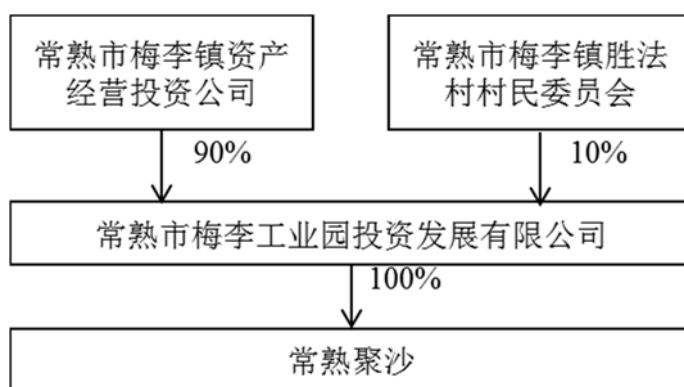 常熟市梅李镇资产
经营投资公司
常熟市梅李镇胜法
村村民委员会
90%
10%
常熟市梅李工业园投资发展有限公司
100%
常熟聚沙